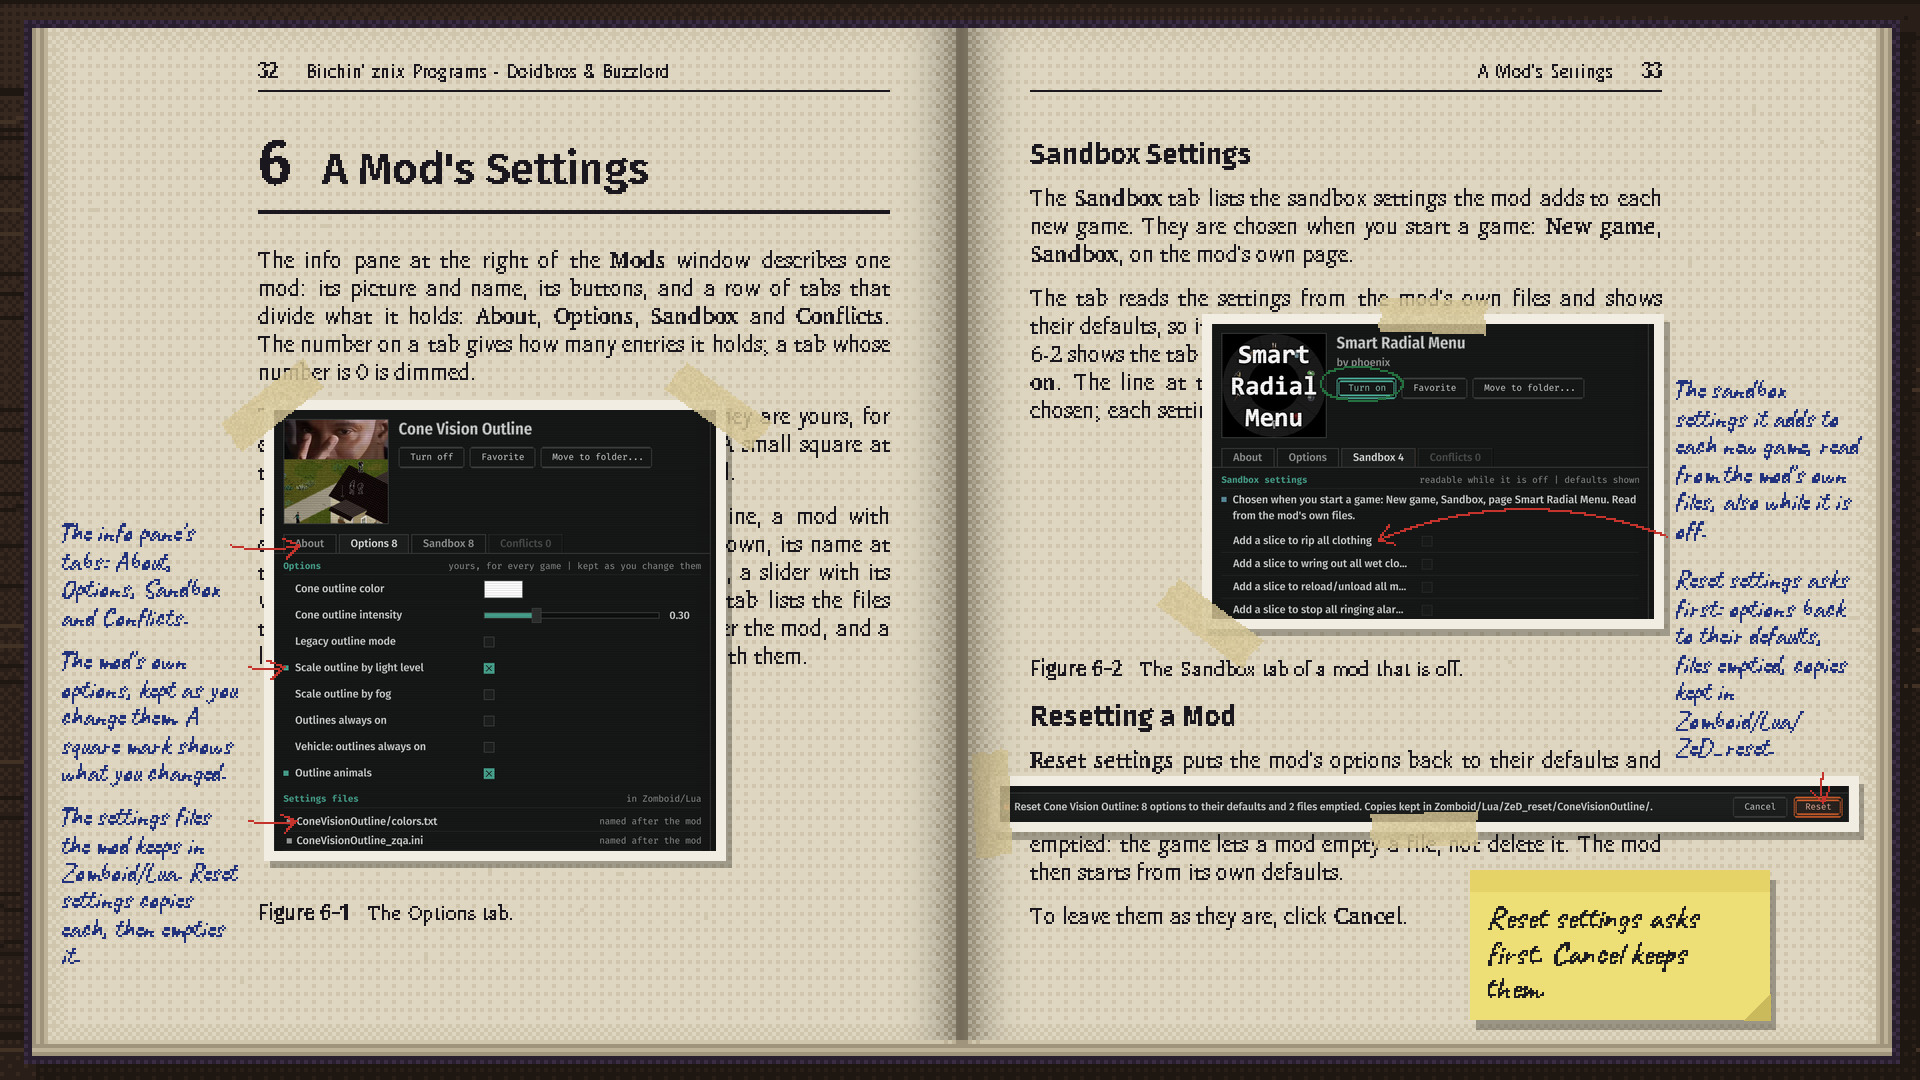 32 Birchin' znix Programs - Doidbros & Buzzlord
6 A Mod's Settings
The info pane at the right of the Mods window describes one
mod: its picture and name, its buttons, and a row of tabs that
divide what it holds: About, Options, Sandbox and Conflicts.
The number on a tab gives how many entries it holds; a tab whose
number is 0 is dimmed.
are yours, for
small square at
ine, a mod with
own, its name at
, a slider with its
tab lists the files
the mod, and a
th them.
Cone Vision Outline
Turn off Favorite Move to folder...
About Options 8 Sandbox 8 Conflicts 0
Options yours, for every game | kept as you change them
Cone outline color
Cone outline intensity 0.30
Legacy outline mode
Scale outline by light level
Scale outline by fog
Outlines always on
Vehicle: outlines always on
Outline animals
Settings files in Zomboid/Lua
ConeVisionOutline/colors.txt named after the mod
ConeVisionOutline_zqa.ini named after the mod
Figure 6-1 The Options tab.
The info pane's
tabs: About,
Options, Sandbox
and Conflicts.
The mod's own
options, kept as you
change them. A
square mark shows
what you changed.
The settings files
the mod keeps in
Zomboid/Lua. Reset
settings copies
each, then empties
it.
A Mod's Settings 33
Sandbox Settings
The Sandbox tab lists the sandbox settings the mod adds to each
new game. They are chosen when you start a game: New game,
Sandbox, on the mod's own page.
The tab reads the settings from the mod's own files and shows
their defaults, so i
6-2 shows the tab
on. The line at t
chosen; each setti
Smart
Radial
Menu
Smart Radial Menu
by phoenix
Turn on Favorite Move to folder...
About Options Sandbox 4 Conflicts 0
Sandbox settings readable while it is off | defaults shown
Chosen when you start a game: New game, Sandbox, page Smart Radial Menu. Read
from the mod's own files.
Add a slice to rip all clothing
Add a slice to wring out all wet clo...
Add a slice to reload/unload all m...
Add a slice to stop all ringing alar...
Figure 6-2 The Sandbox tab of a mod that is off.
Resetting a Mod
Reset settings puts the mod's options back to their defaults and
Reset Cone Vision Outline: 8 options to their defaults and 2 files emptied. Copies kept in Zomboid/Lua/ZeD_reset/ConeVisionOutline/. Cancel Reset
emptied: the game lets a mod empty a file, not delete it. The mod
then starts from its own defaults.
To leave them as they are, click Cancel.
The sandbox
settings it adds to
each new game, read
from the mod's own
files, also while it is
off.
Reset settings asks
first: options back
to their defaults,
files emptied, copies
kept in
Zomboid/Lua/
ZeD_reset.
Reset settings asks
first. Cancel keeps
them.